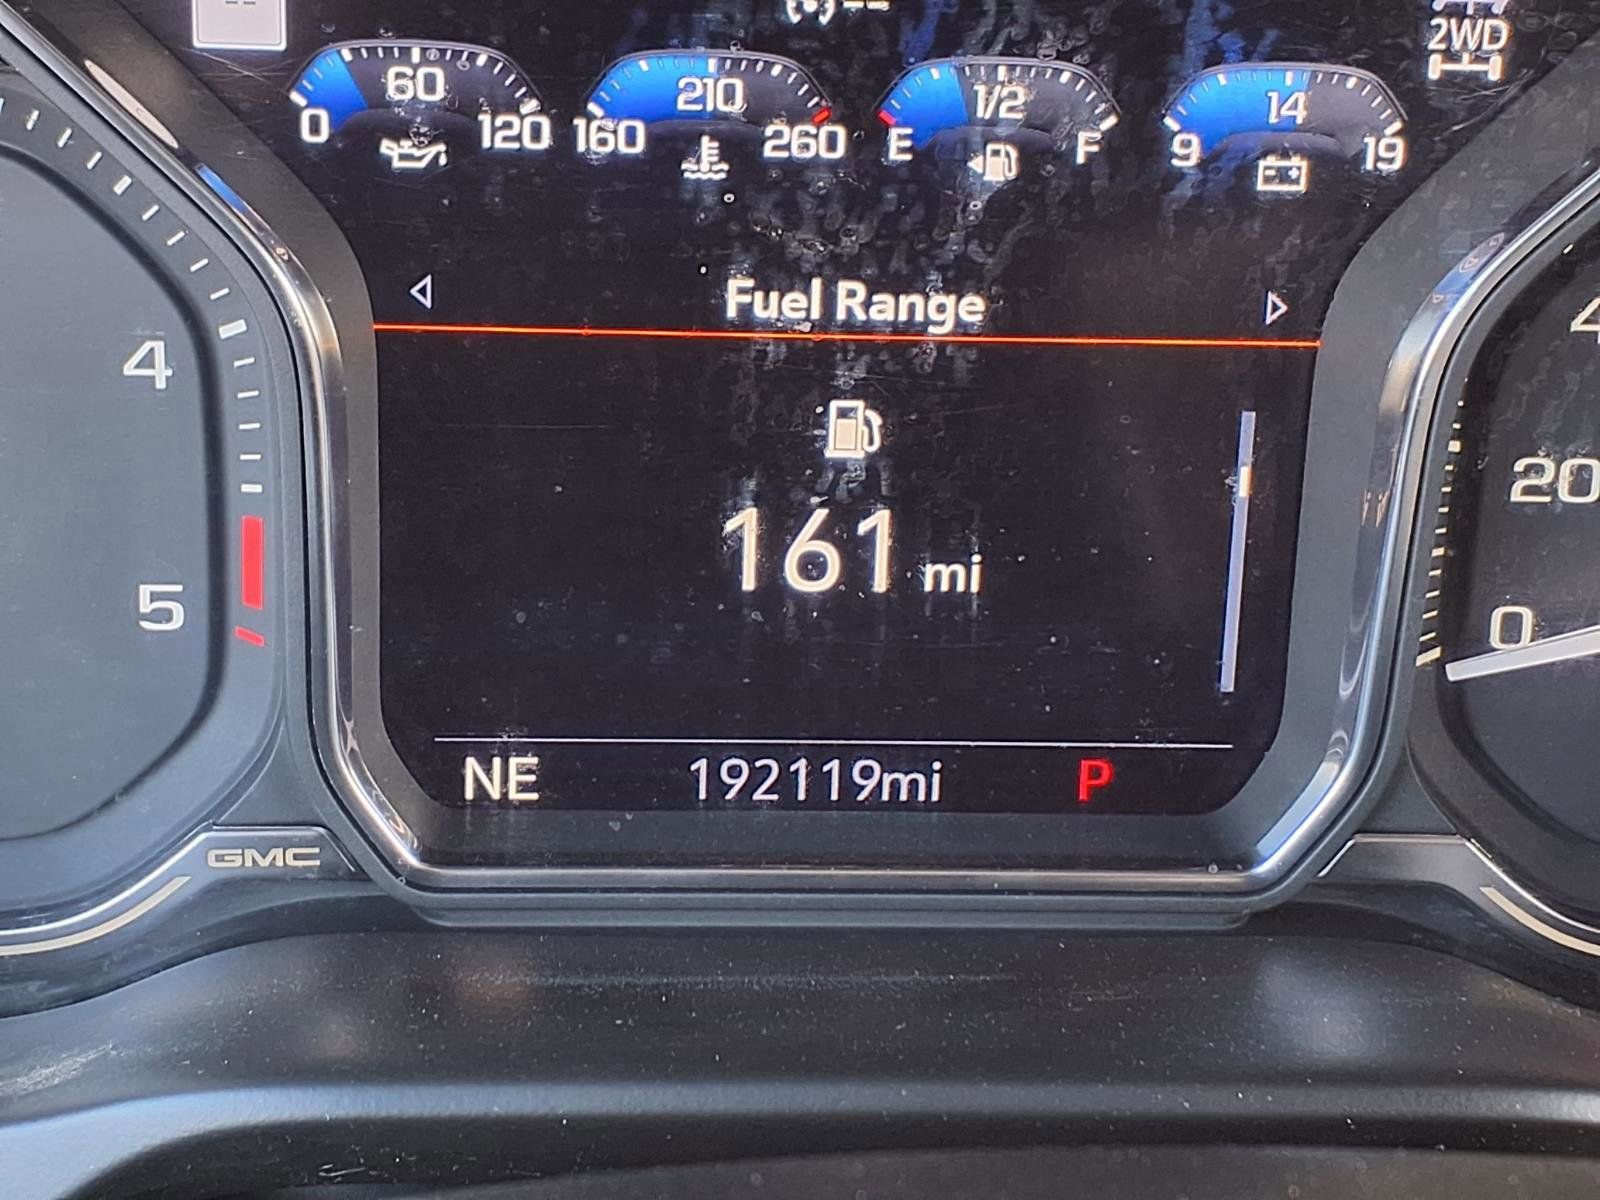 2WD
0 60 120
160 210 260
E 1/2 F
9 14 19
Fuel Range
161 mi
NE 192119mi P
4
5
GMC
20
0